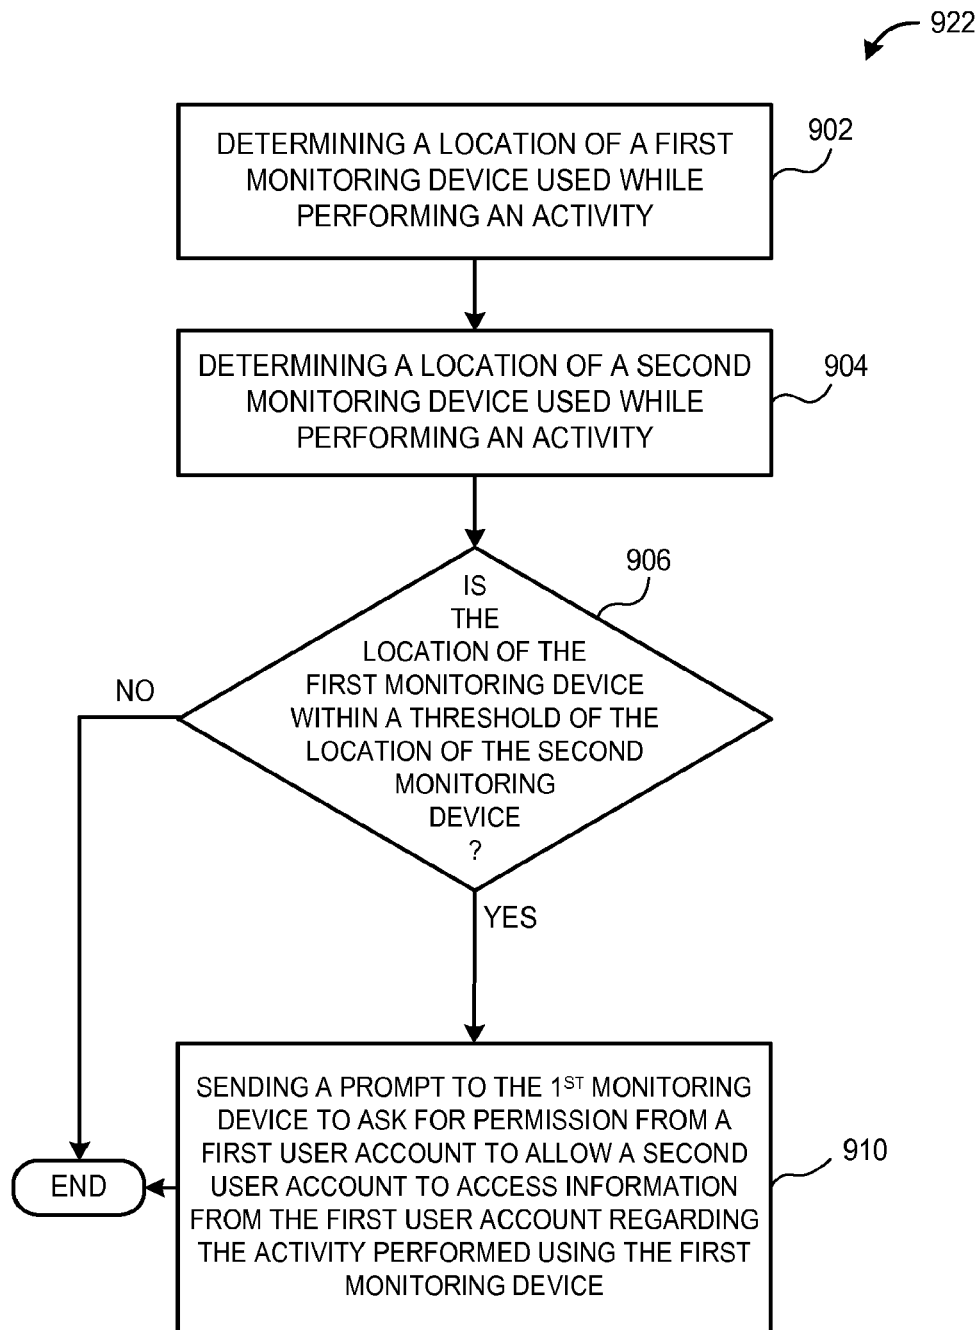 922
DETERMINING A LOCATION OF A FIRST
MONITORING DEVICE USED WHILE
PERFORMING AN ACTIVITY
902
DETERMINING A LOCATION OF A SECOND
MONITORING DEVICE USED WHILE
PERFORMING AN ACTIVITY
904
906
IS
THE
LOCATION OF THE
FIRST MONITORING DEVICE
WITHIN A THRESHOLD OF THE
LOCATION OF THE SECOND
MONITORING
DEVICE
?
NO
YES
SENDING A PROMPT TO THE 1ST MONITORING
DEVICE TO ASK FOR PERMISSION FROM A
FIRST USER ACCOUNT TO ALLOW A SECOND
USER ACCOUNT TO ACCESS INFORMATION
FROM THE FIRST USER ACCOUNT REGARDING
THE ACTIVITY PERFORMED USING THE FIRST
MONITORING DEVICE
910
END